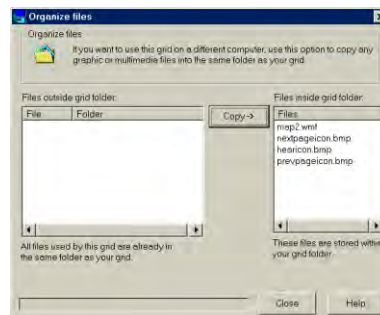 Organize files
Organize files
If you want to use this grid on a different computer, use this option to copy any
graphic or multimedia files into the same folder as your grid.
Files outside grid folder:
File Folder
Copy->
Files inside grid folder:
Files
map2.wmf
nextpageicon.bmp
hearicon.bmp
prevpageicon.bmp
All files used by this grid are already in
the same folder as your grid.
These files are stored within
your grid folder.
Close Help